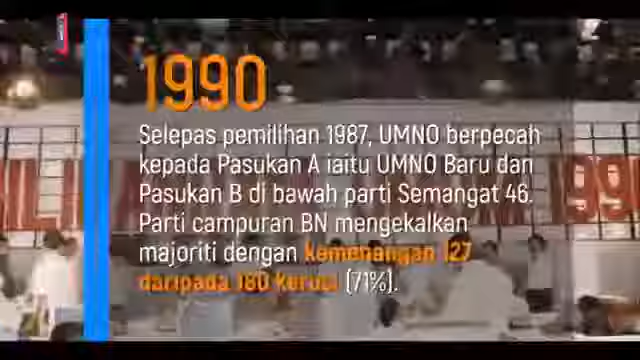 1990
Selepas pemilihan 1987, UMNO berpecah
kepada Pasukan A iaitu UMNO Baru dan
Pasukan B di bawah parti Semangat 46.
Parti campuran BN mengekalkan
majoriti dengan kemenangan 127
daripada 180 kerusi (71%).